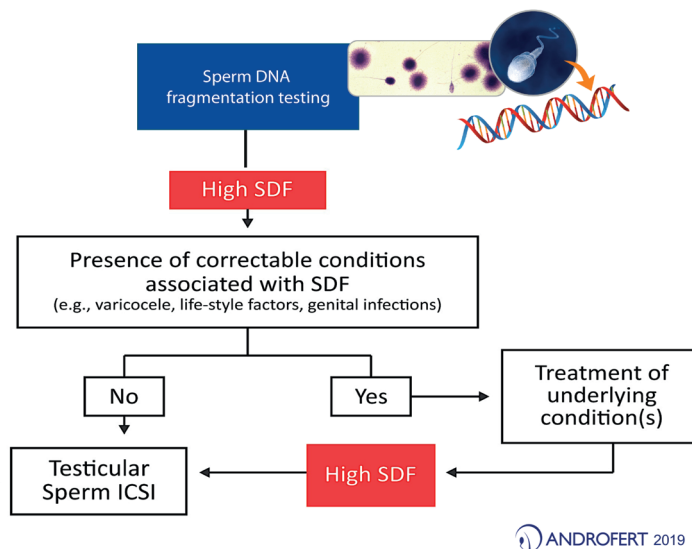 Sperm DNA
fragmentation testing
High SDF
Presence of correctable conditions
associated with SDF
(e.g., varicocele, life-style factors, genital infections)
No
Yes
Treatment of
underlying
condition(s)
Testicular
Sperm ICSI
High SDF
ANDROFERT 2019